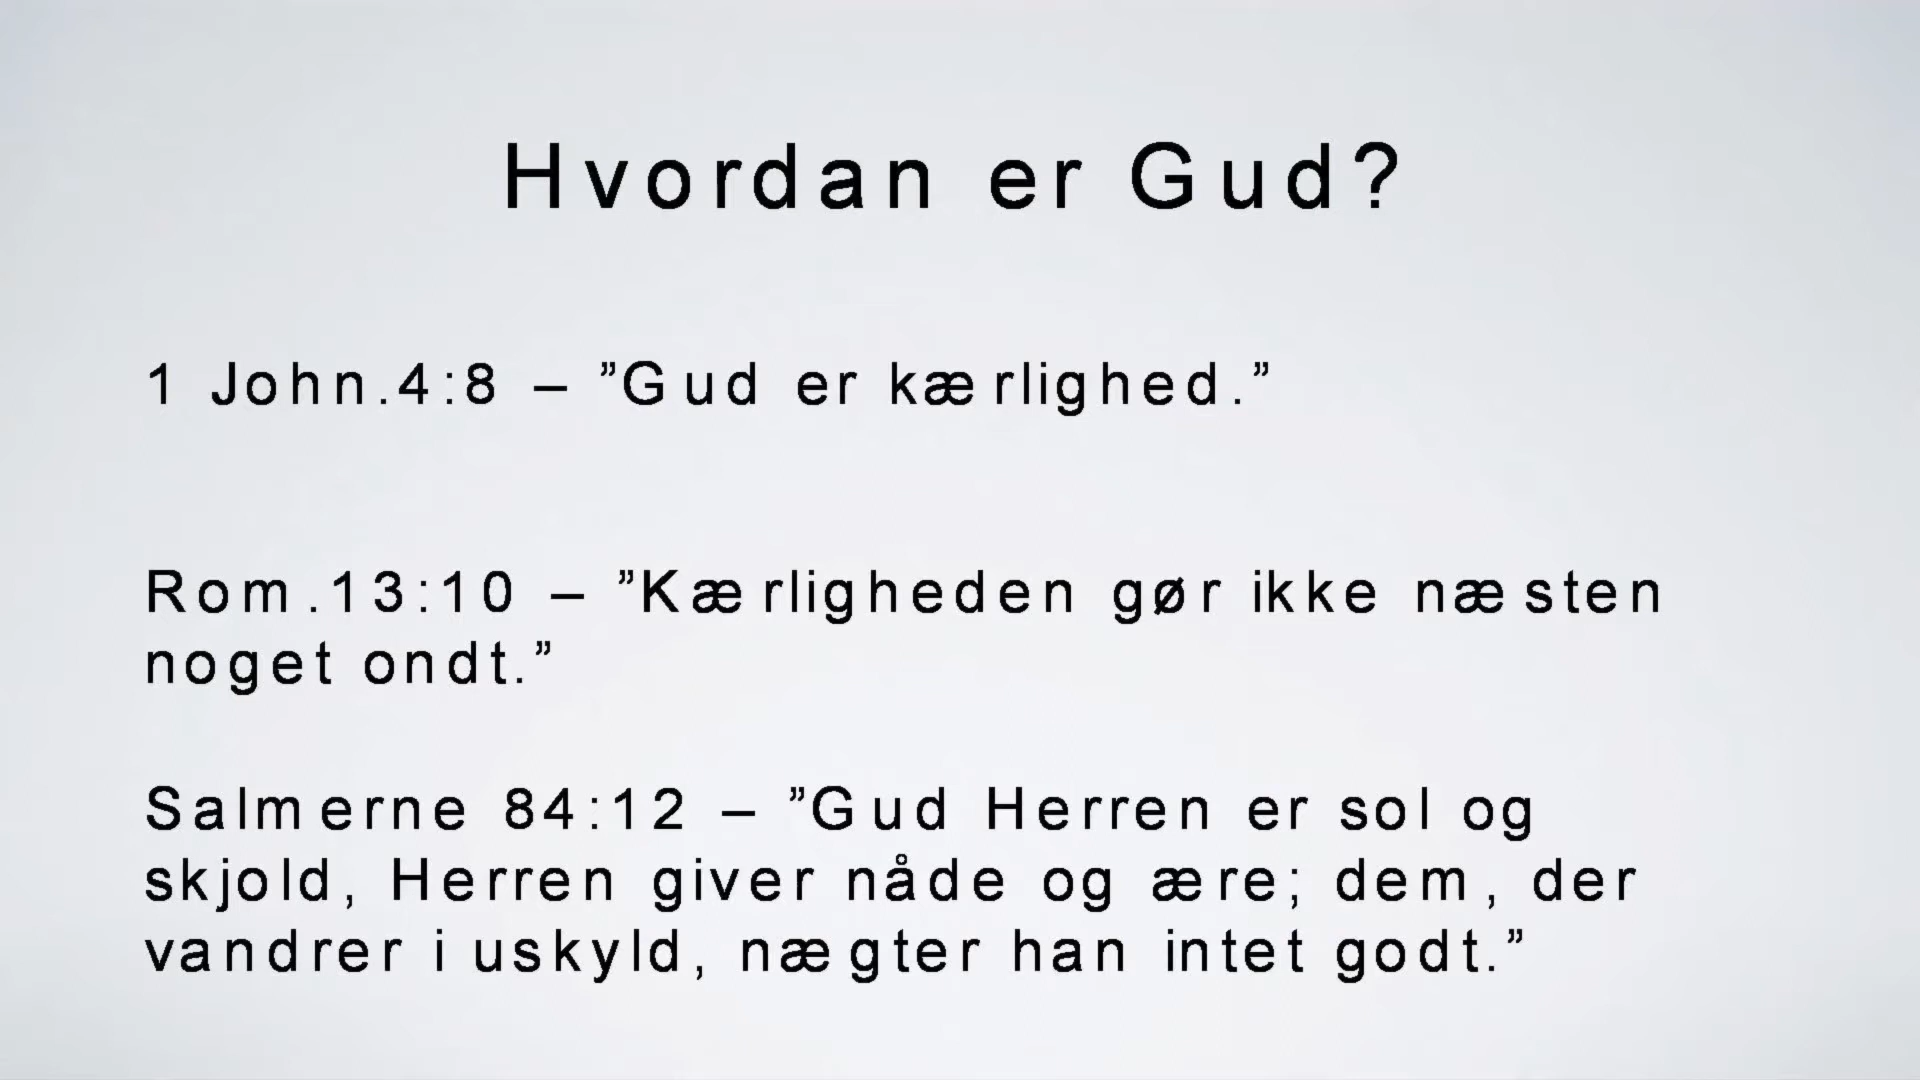 Hvordan er Gud?
1 John.4:8 – ”Gud er kærlighed.”
Rom.13:10 – ”Kærligheden gør ikke næsten
noget ondt.”
Salmerne 84:12 – ”Gud Herren er sol og
skjold, Herren giver nåde og ære; dem, der
vandrer i uskyld, nægter han intet godt.”